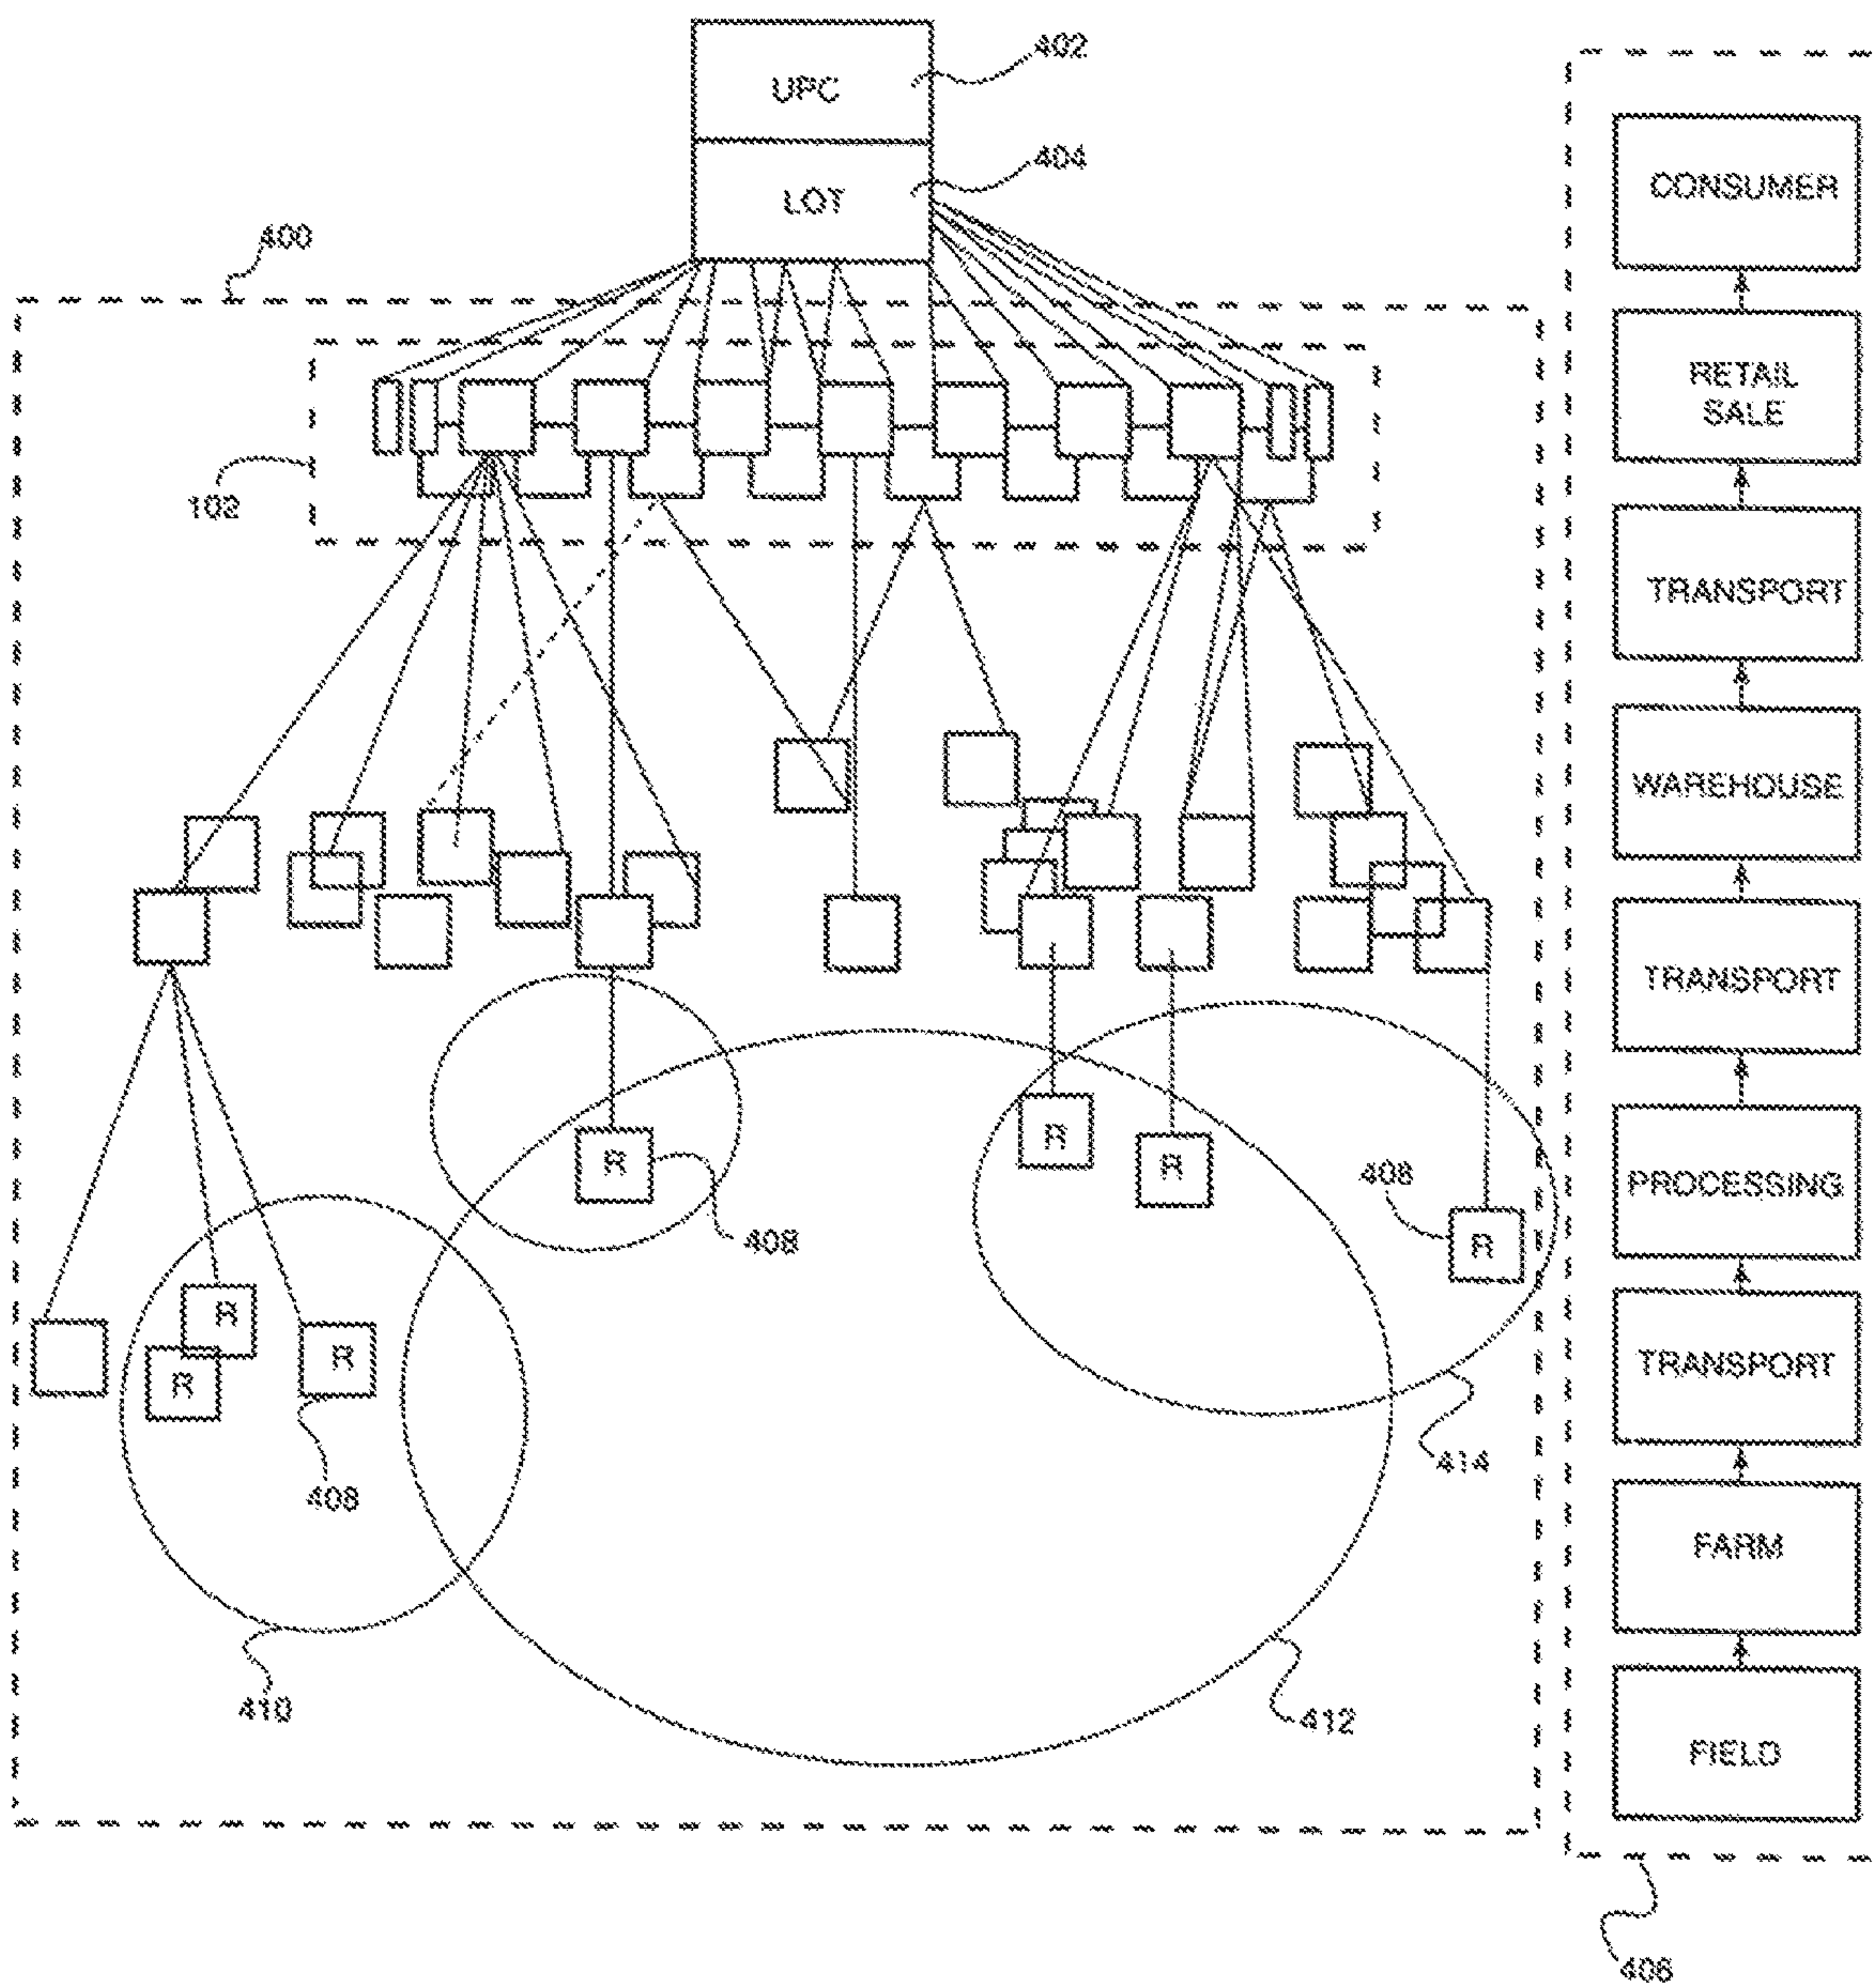 402
UPC
404
LOT
400
102
CONSUMER
RETAIL
SALE
TRANSPORT
WAREHOUSE
TRANSPORT
PROCESSING
TRANSPORT
FARM
FIELD
R
R
R
408
408
R
R
R
R
408
414
410
412
406